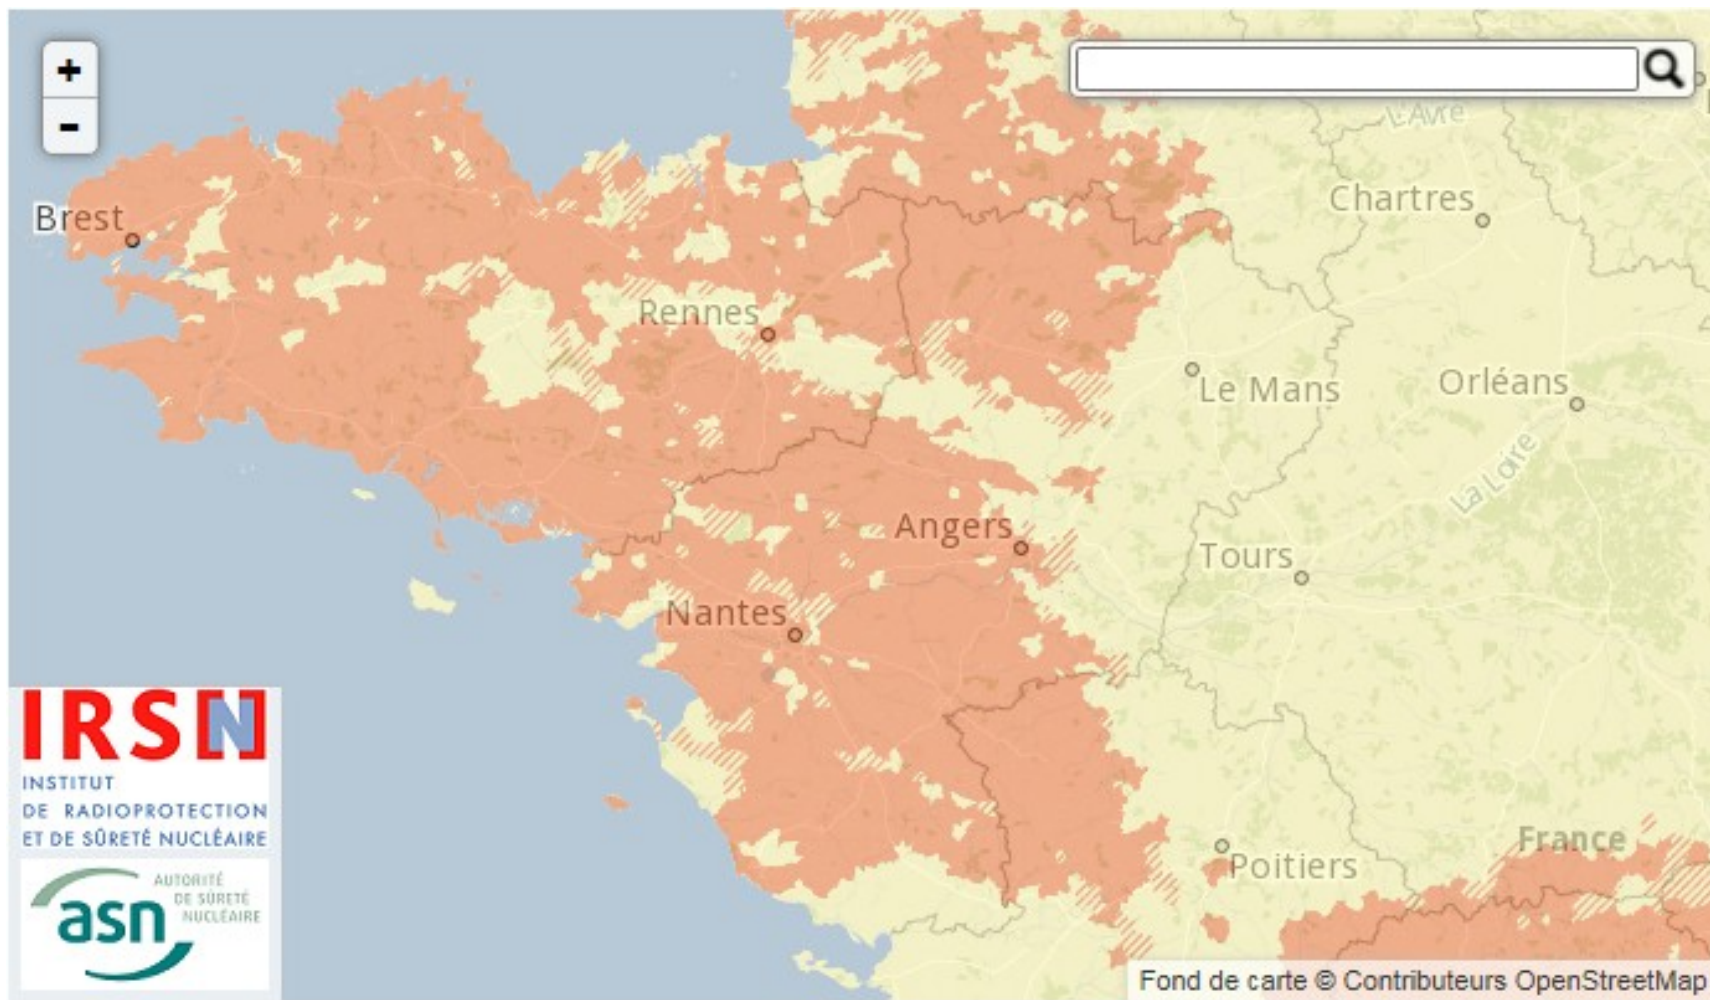 +
-
L'Avre
Chartres
Brest
Rennes
Le Mans
Orléans
La Loire
Angers
Tours
Nantes
IRSN
INSTITUT
DE RADIOPROTECTION
ET DE SÛRETÉ NUCLÉAIRE
France
Poitiers
AUTORITÉ
DE SÛRETÉ
NUCLÉAIRE
asn
Fond de carte © Contributeurs OpenStreetMap